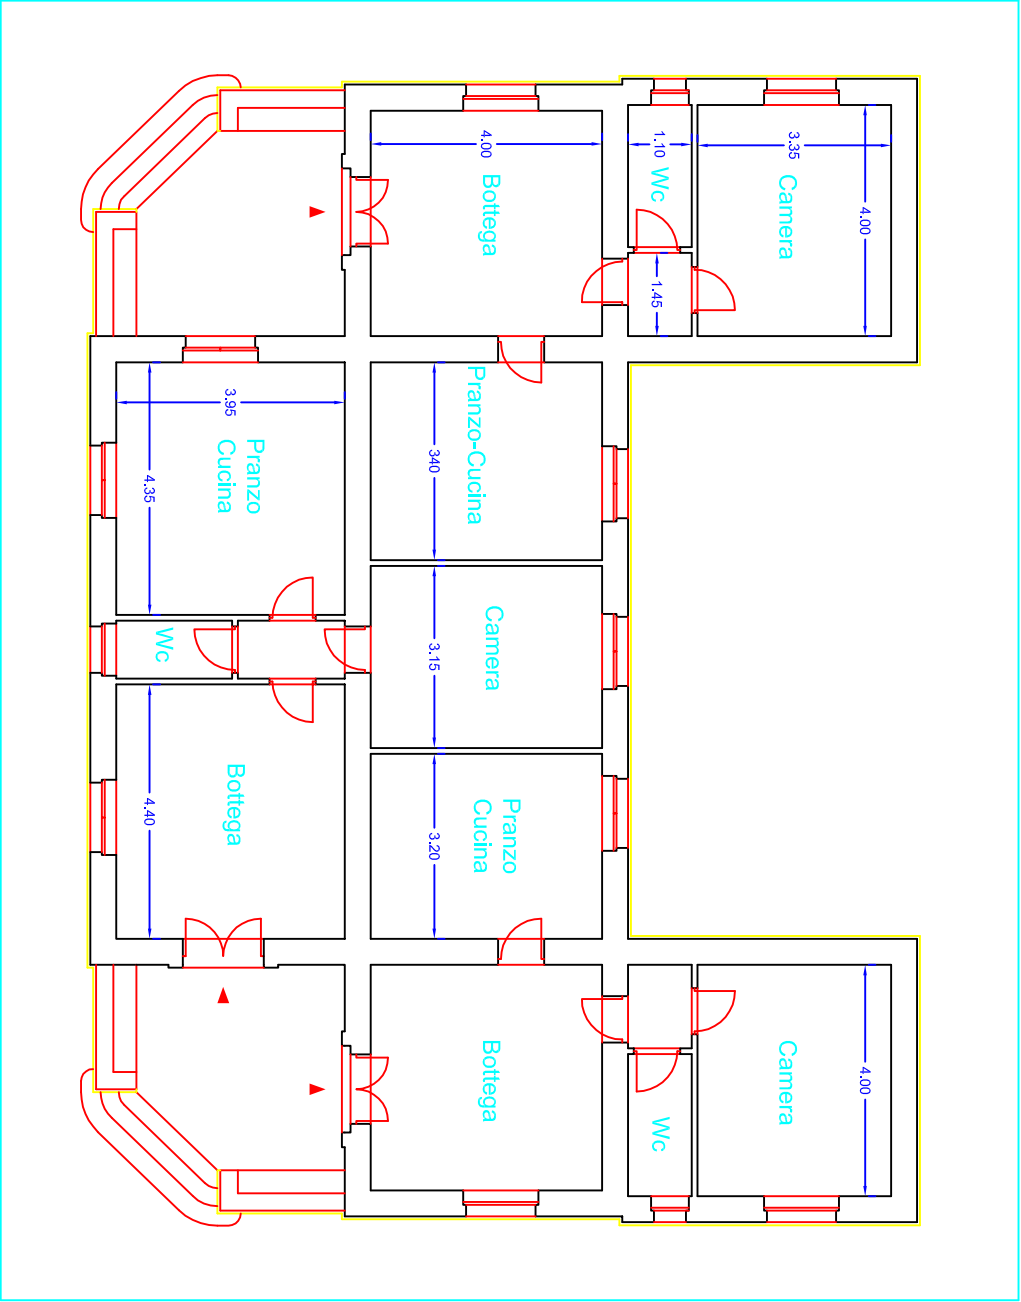 4.00
Bottega
1.10
Wc
3.35
Camera
4.00
1.45
3.95
Pranzo
Cucina
4.35
Pranzo-Cucina
340
Wc
Camera
3.15
Bottega
4.40
Pranzo
Cucina
3.20
Bottega
Wc
Camera
4.00